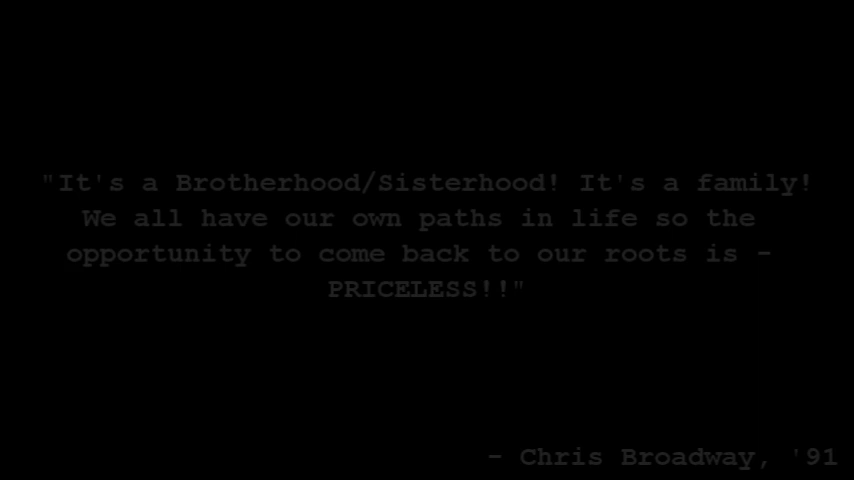 "It's a Brotherhood/Sisterhood! It's a family!
We all have our own paths in life so the
opportunity to come back to our roots is -
PRICELESS!!"
- Chris Broadway, '91